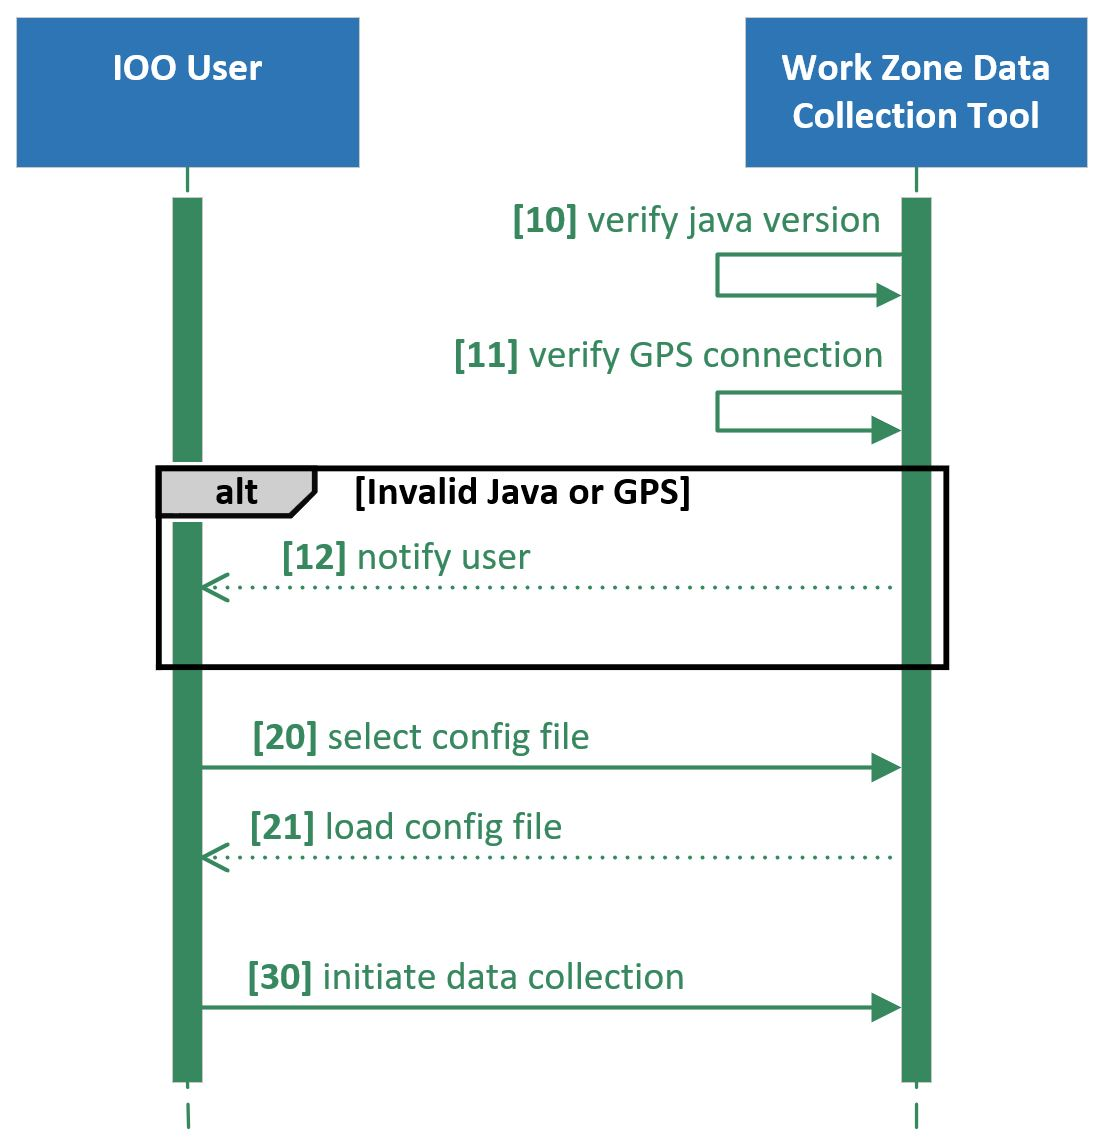 IOO User
Work Zone Data
Collection Tool
[10] verify java version
[11] verify GPS connection
alt
[Invalid Java or GPS]
[12] notify user
[20] select config file
[21] load config file
[30] initiate data collection